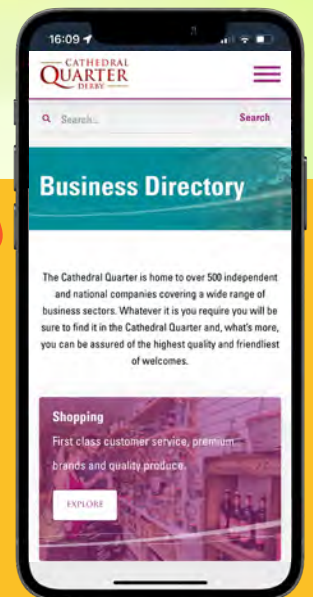 16:09
CATHEDRAL
QUARTER
DERBY
Search...
Search
Business Directory
The Cathedral Quarter is home to over 500 independent
and national companies covering a wide range of
business sectors. Whatever it is you require you will be
sure to find it in the Cathedral Quarter and, what's more,
you can be assured of the highest quality and friendliest
of welcomes.
Shopping
First class customer service, premium
brands and quality produce.
EXPLORE